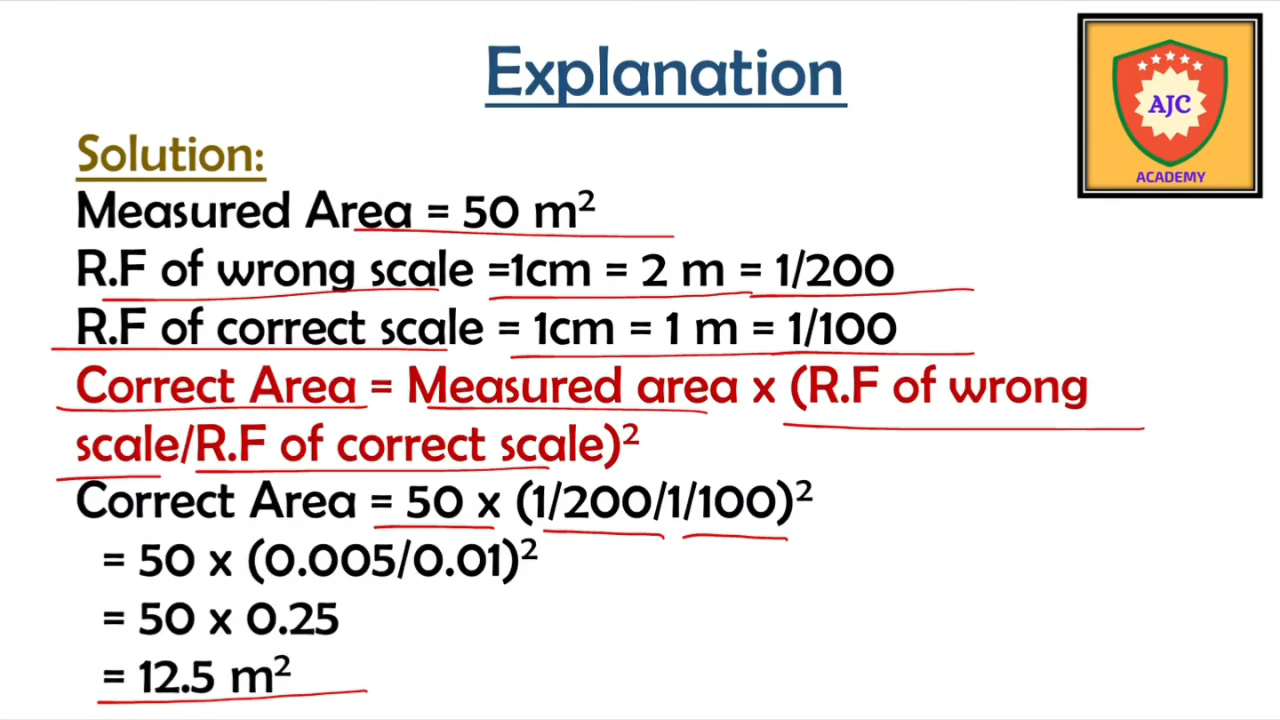 Explanation
AJC
ACADEMY
Solution:
Measured Area = 50 m²
R.F of wrong scale =1cm = 2 m = 1/200
R.F of correct scale = 1cm = 1 m = 1/100
Correct Area = Measured area x (R.F of wrong
scale/R.F of correct scale)²
Correct Area = 50 x (1/200/1/100)²
= 50 x (0.005/0.01)²
= 50 x 0.25
= 12.5 m²